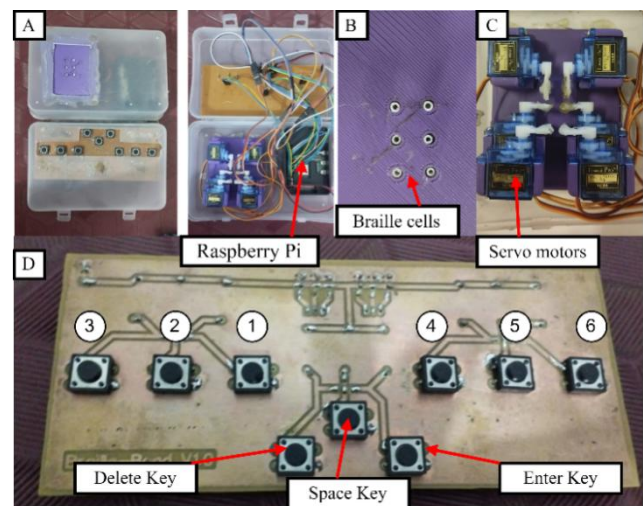 A
B
C
Raspberry Pi
Braille cells
Servo motors
D
3
2
1
4
5
6
Delete Key
Space Key
Enter Key